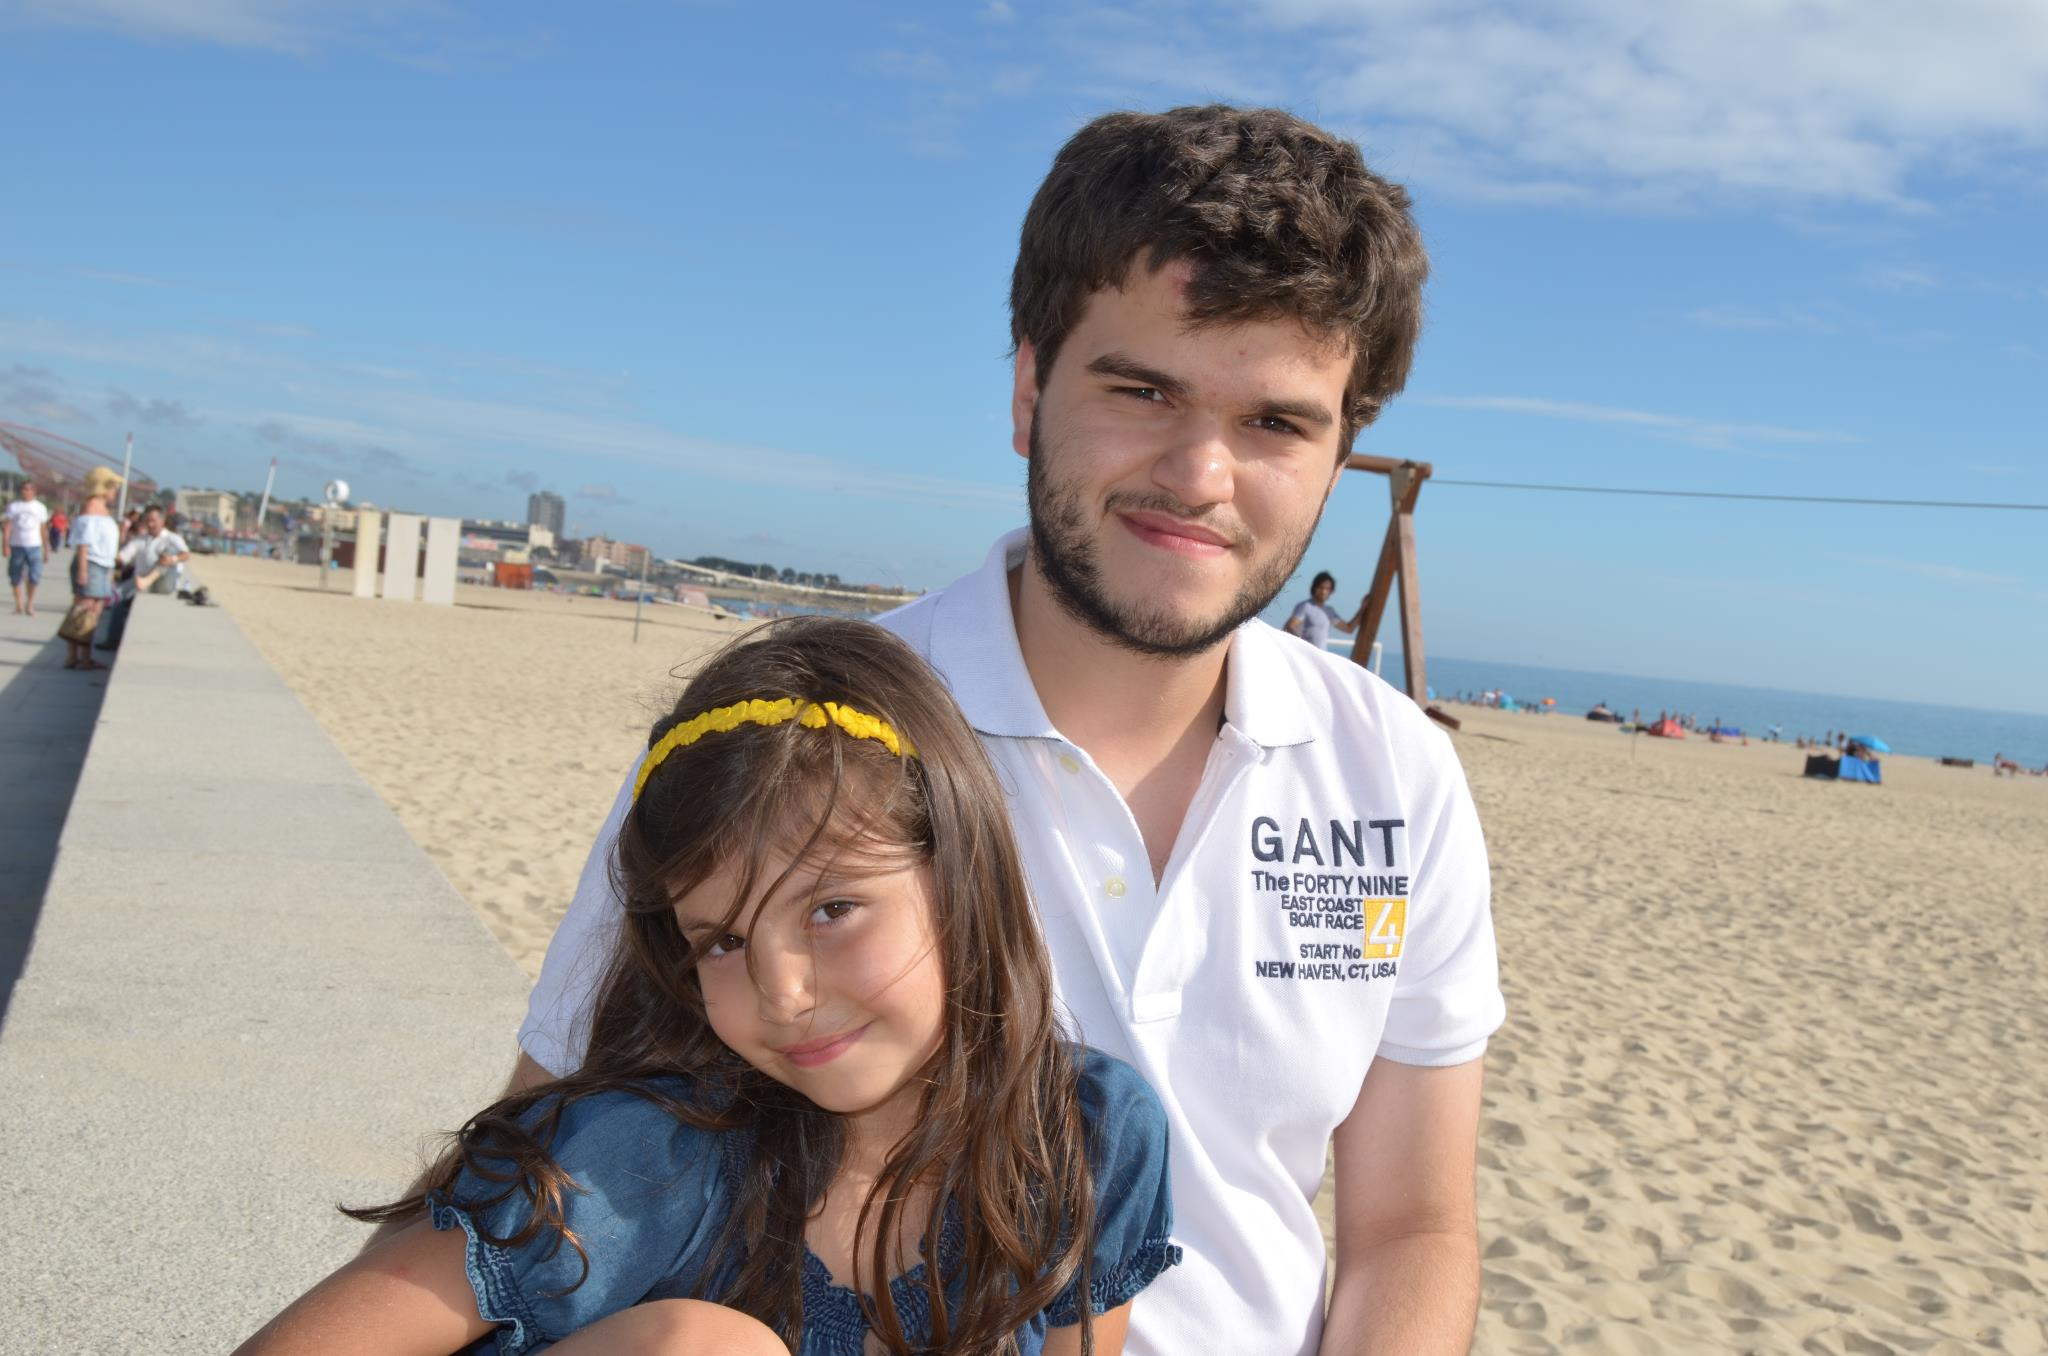 GANT
The FORTY NINE
EAST COAST
BOAT RACE 4
START No
NEW HAVEN, CT, USA